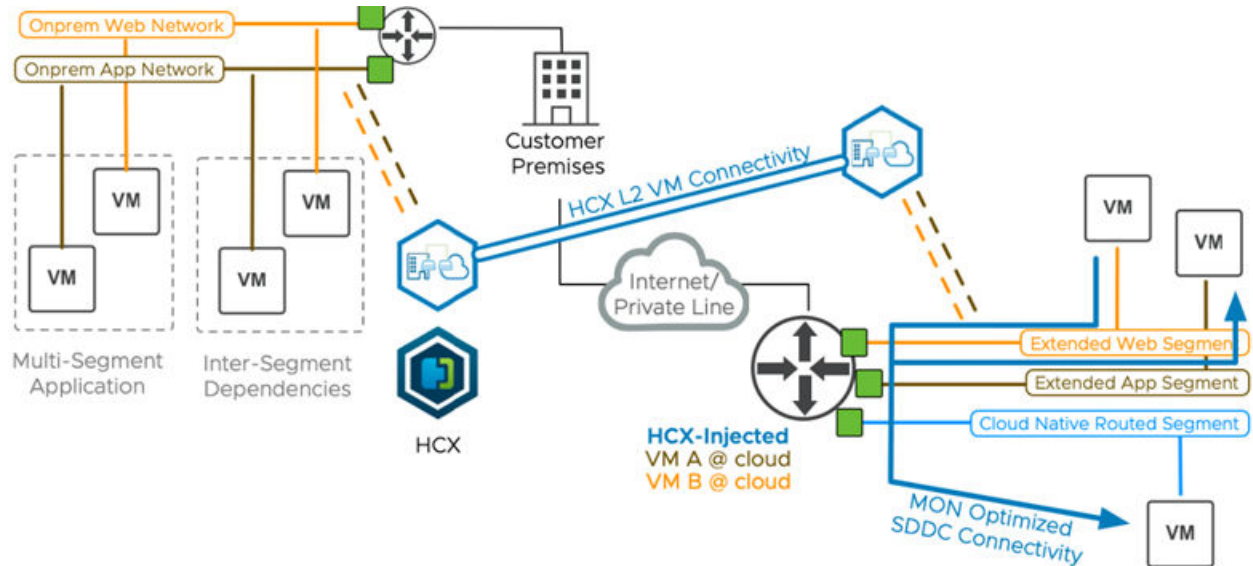 Onprem Web Network
Onprem App Network
Customer
Premises
HCX L2 VM Connectivity
VM
VM
VM
VM
Multi-Segment
Application
Inter-Segment
Dependencies
HCX
Internet/
Private Line
VM
VM
Extended Web Segment
Extended App Segment
Cloud Native Routed Segment
HCX-Injected
VM A @ cloud
VM B @ cloud
MON Optimized
SDDC Connectivity
VM